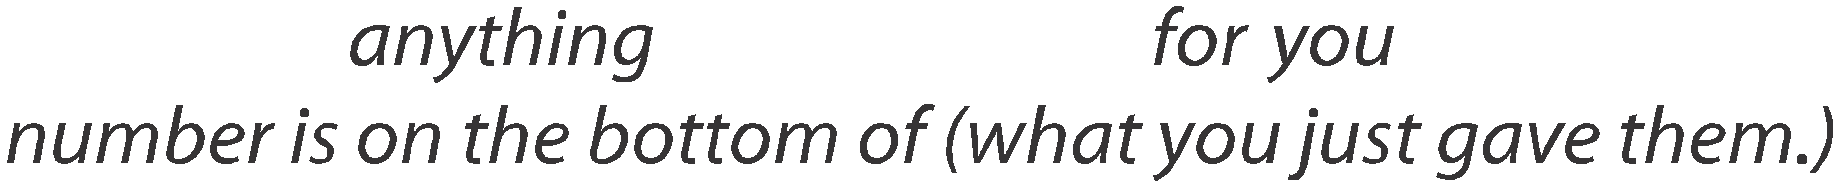 anything for you
number is on the bottom of (what you just gave them.)